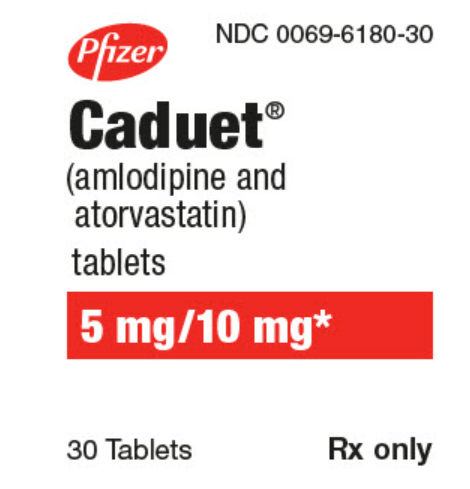 Pfizer
NDC 0069-6180-30
Caduet®
(amlodipine and
atorvastatin)
tablets
5 mg/10 mg*
30 Tablets
Rx only